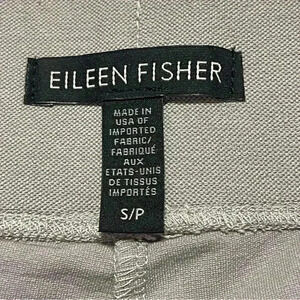 EILEEN FISHER
MADE IN
USA OF
IMPORTED
FABRIC/
FABRIQUÉ
AUX
ETATS-UNIS
DE TISSUS
IMPORTÉS
S/P